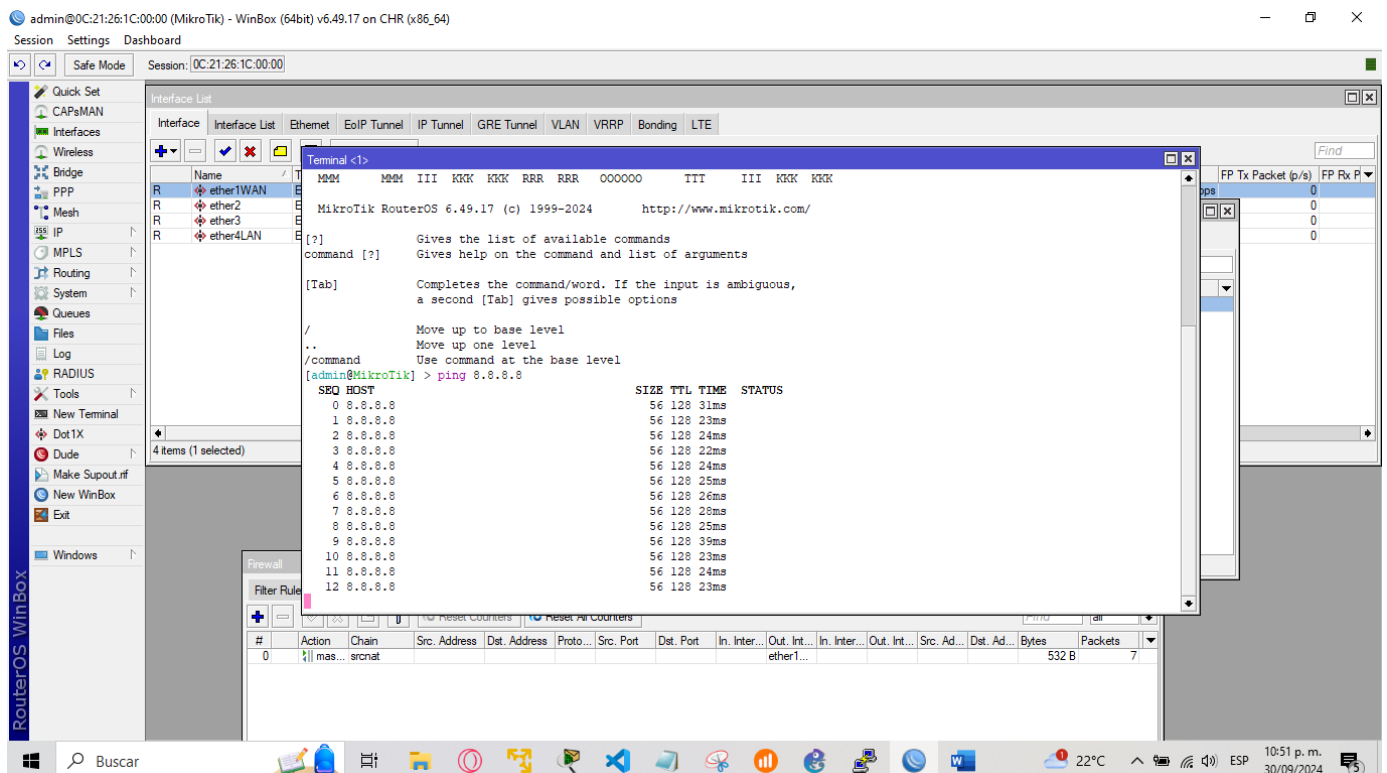 admin@0C:21:26:1C:00:00 (MikroTik) - WinBox (64bit) v6.49.17 on CHR (x86_64)
Session Settings Dashboard
Safe Mode Session: 0C:21:26:1C:00:00
Quick Set
CAPsMAN
Interfaces
Wireless
Bridge
PPP
Mesh
IP
MPLS
Routing
System
Queues
Files
Log
RADIUS
Tools
New Terminal
Dot1X
Dude
Make Supout.rif
New WinBox
Exit
Windows
RouterOS WinBox
Interface List
Interface Interface List Ethernet EoIP Tunnel IP Tunnel GRE Tunnel VLAN VRRP Bonding LTE
Find
Name T FP Tx Packet (p/s) FP Rx P
R ether1WAN E ops 0
R ether2 E 0
R ether3 E 0
R ether4LAN E 0
4 items (1 selected)
Terminal <1>
MMM MMM III KKK KKK RRR RRR OOOOOO TTT III KKK KKK
MikroTik RouterOS 6.49.17 (c) 1999-2024 http://www.mikrotik.com/
[?] Gives the list of available commands
command [?] Gives help on the command and list of arguments
[Tab] Completes the command/word. If the input is ambiguous,
a second [Tab] gives possible options
/ Move up to base level
.. Move up one level
/command Use command at the base level
[admin@MikroTik] > ping 8.8.8.8
SEQ HOST SIZE TTL TIME STATUS
0 8.8.8.8 56 128 31ms
1 8.8.8.8 56 128 23ms
2 8.8.8.8 56 128 24ms
3 8.8.8.8 56 128 22ms
4 8.8.8.8 56 128 24ms
5 8.8.8.8 56 128 25ms
6 8.8.8.8 56 128 26ms
7 8.8.8.8 56 128 28ms
8 8.8.8.8 56 128 25ms
9 8.8.8.8 56 128 39ms
10 8.8.8.8 56 128 23ms
11 8.8.8.8 56 128 24ms
12 8.8.8.8 56 128 23ms
Firewall
Filter Rule
Reset Counters Reset All Counters Find all
# Action Chain Src. Address Dst. Address Proto... Src. Port Dst. Port In. Inter... Out. Int... In. Inter... Out. Int... Src. Ad... Dst. Ad... Bytes Packets
0 mas... srcnat ether1... 532 B 7
Buscar
22°C ESP 10:51 p. m.
30/09/2024